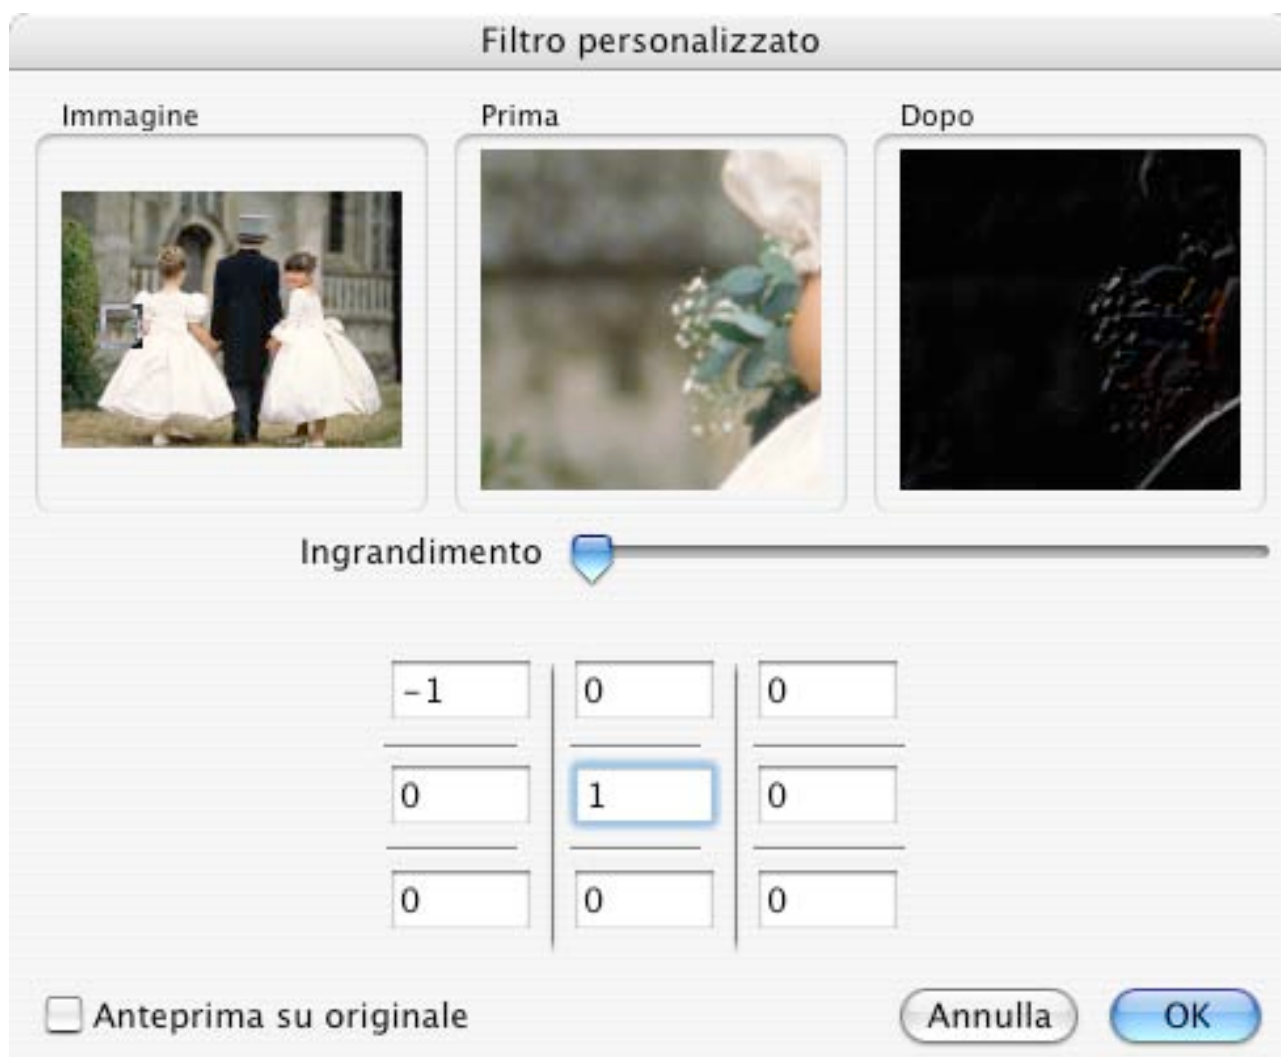 Filtro personalizzato
Immagine
Prima
Dopo
Ingrandimento
-1 0 0
0 1 0
0 0 0
Anteprima su originale
Annulla
OK